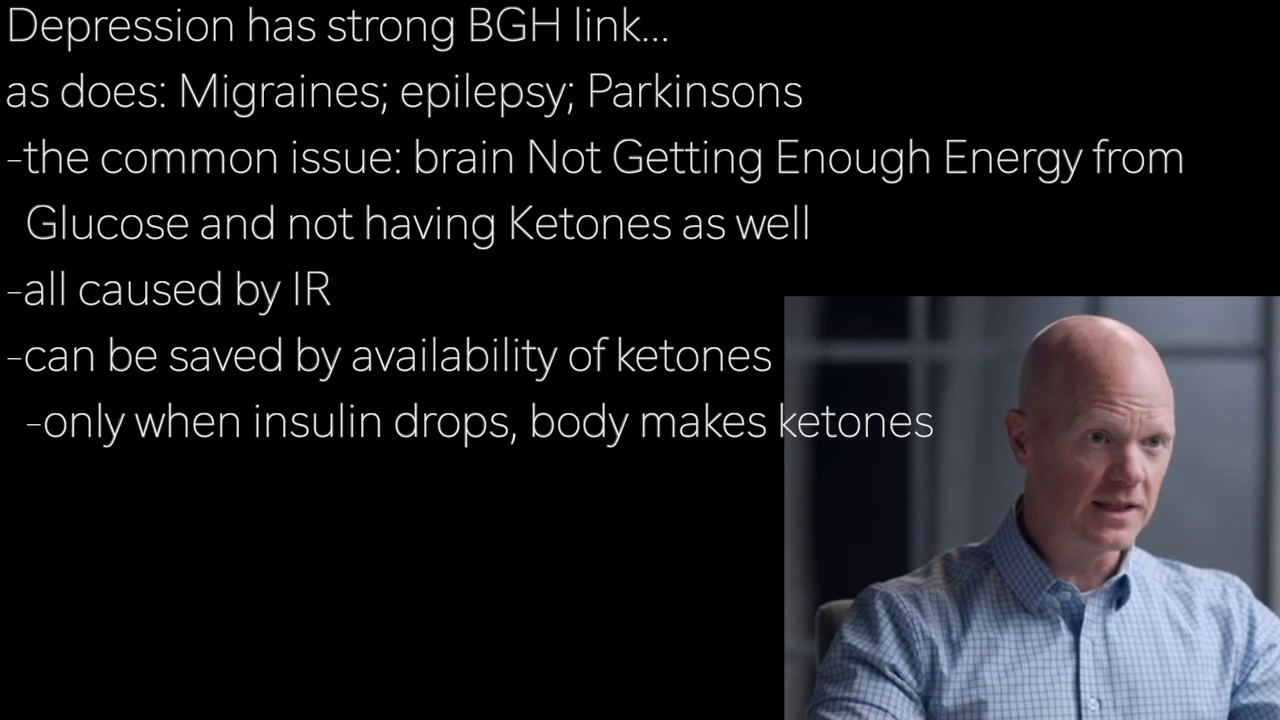 Depression has strong BGH link...
as does: Migraines; epilepsy; Parkinsons
-the common issue: brain Not Getting Enough Energy from
Glucose and not having Ketones as well
-all caused by IR
-can be saved by availability of ketones
-only when insulin drops, body makes ketones